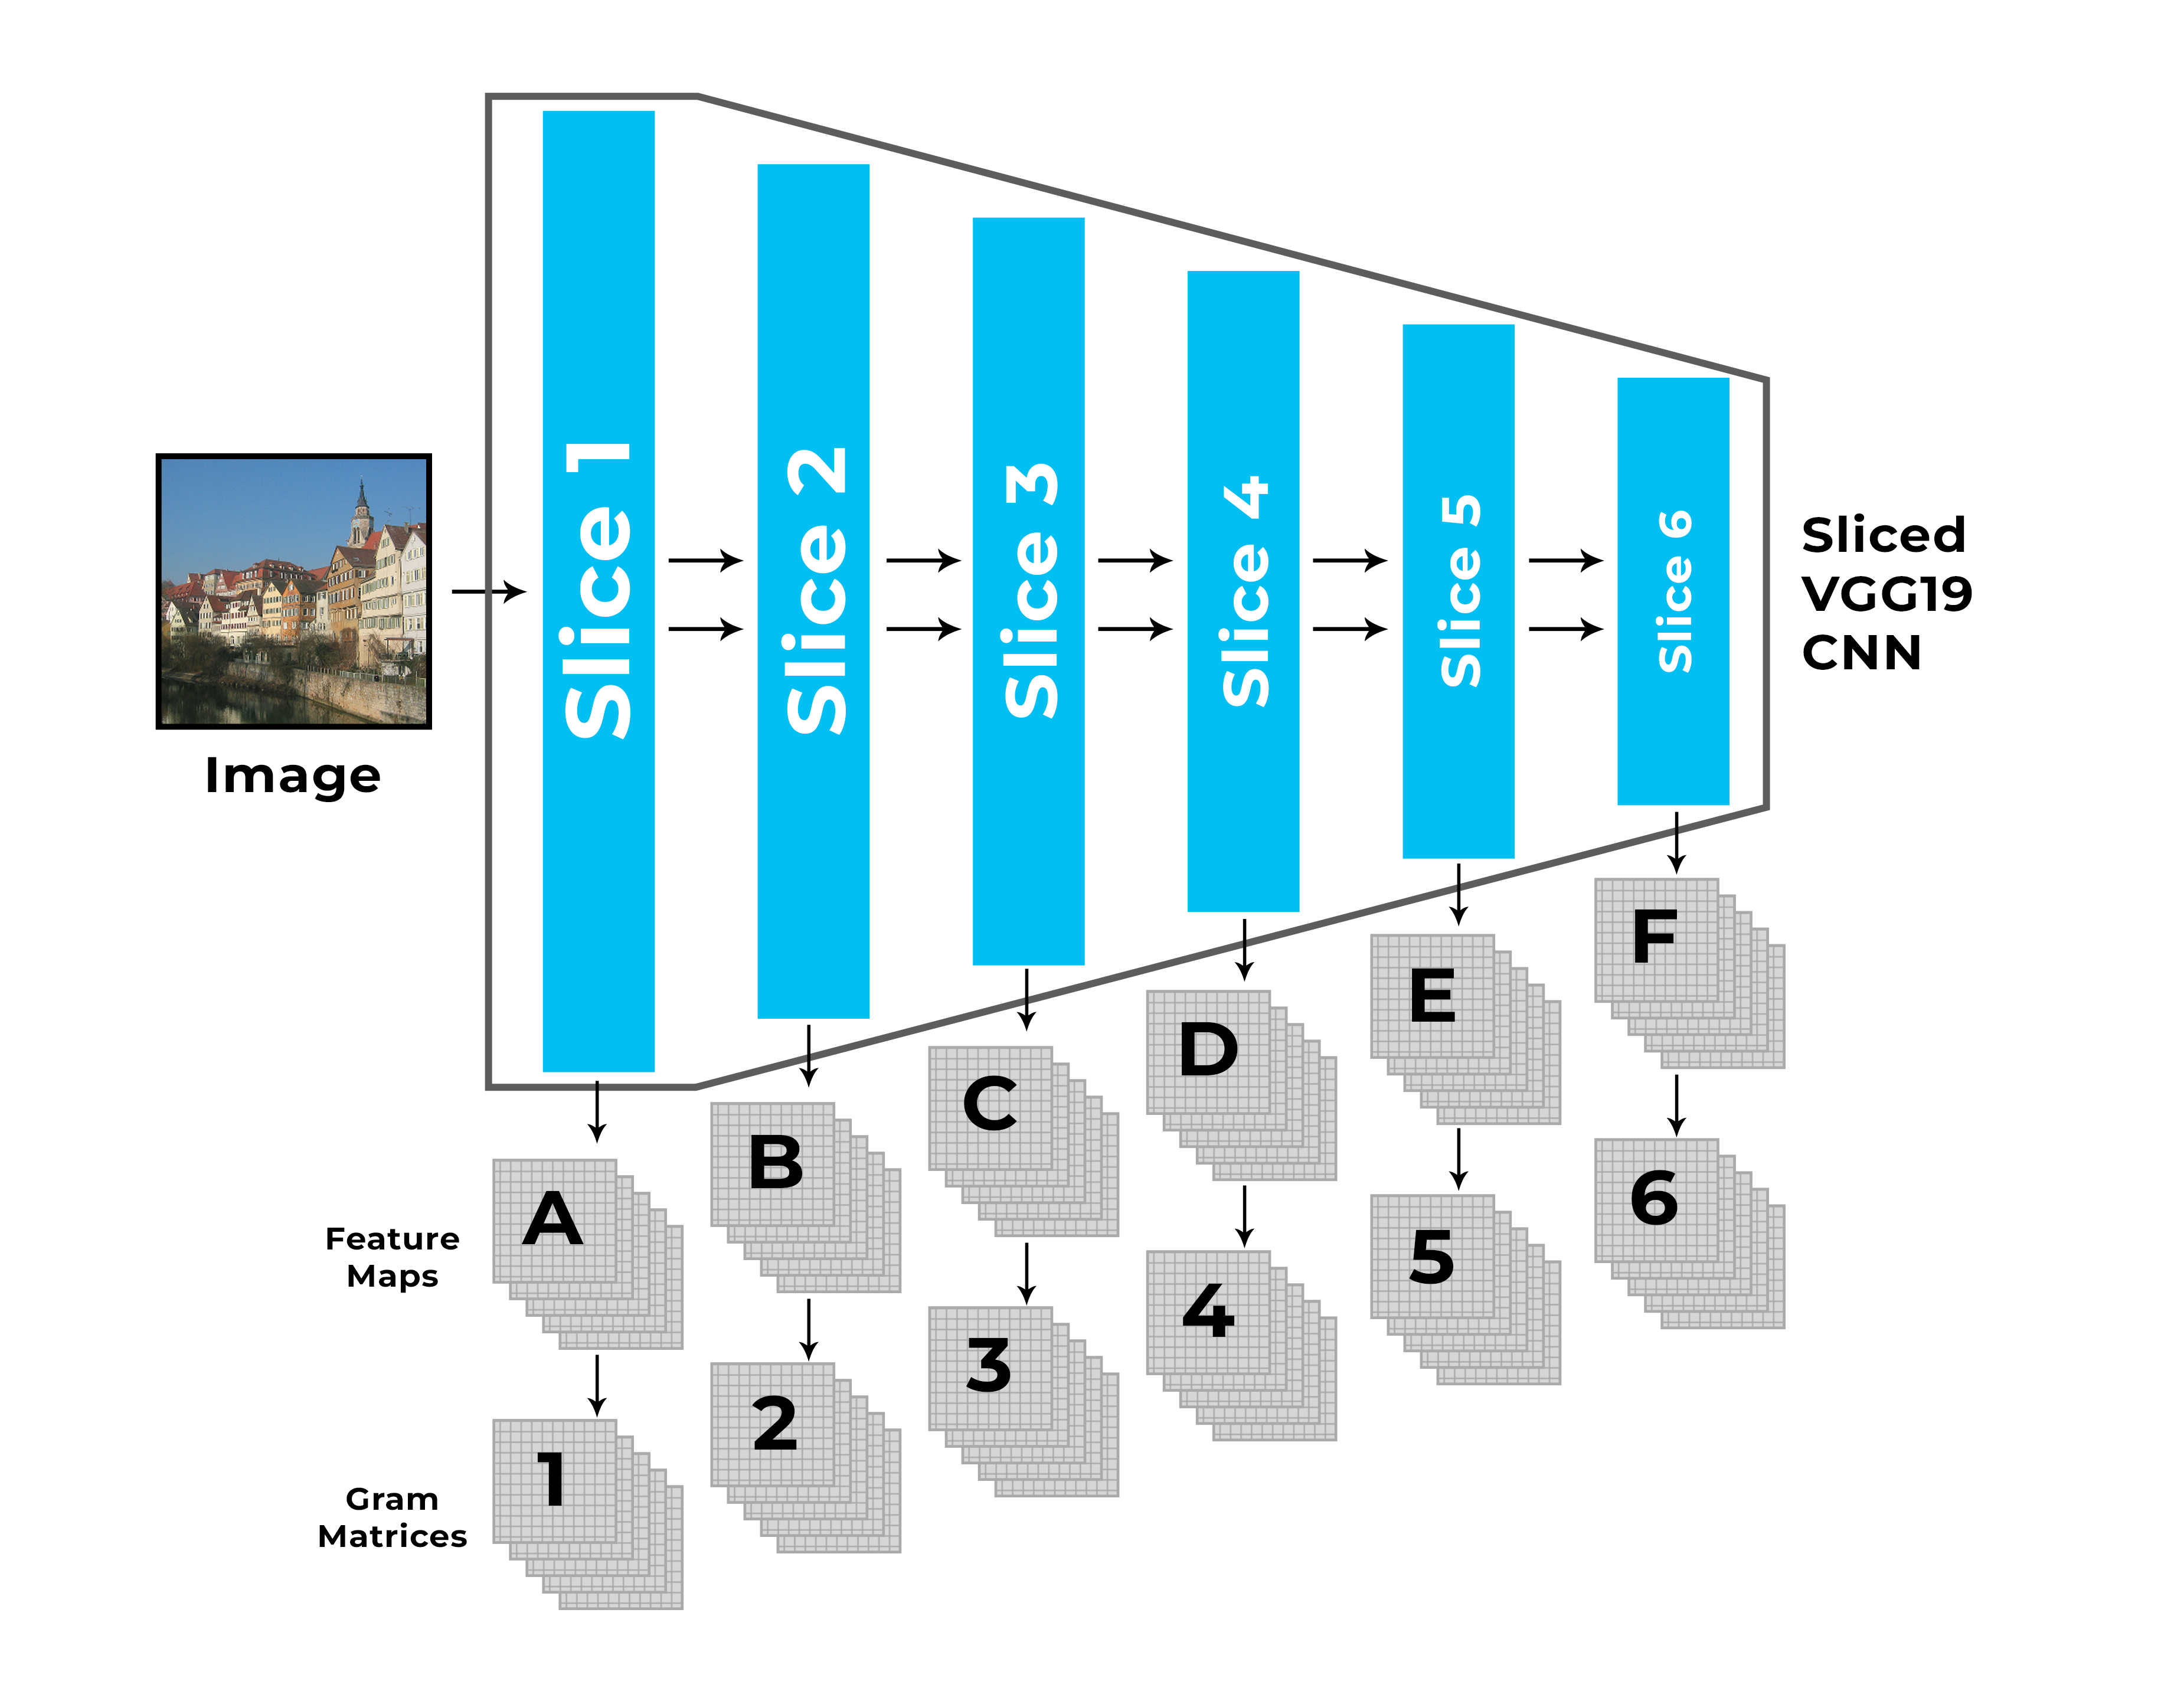 Slice 1
Slice 2
Slice 3
Slice 4
Slice 5
Slice 6
Sliced
VGG19
CNN
Image
A
B
C
D
E
F
Feature
Maps
1
2
3
4
5
6
Gram
Matrices